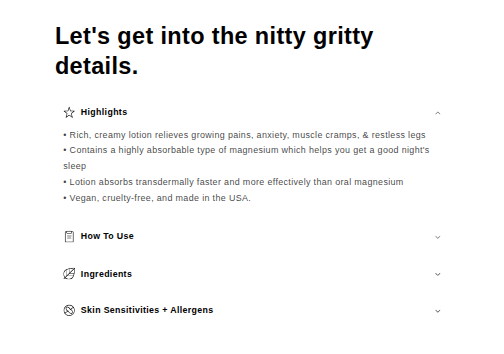 Let's get into the nitty gritty
details.
Highlights
• Rich, creamy lotion relieves growing pains, anxiety, muscle cramps, & restless legs
• Contains a highly absorbable type of magnesium which helps you get a good night's
sleep
• Lotion absorbs transdermally faster and more effectively than oral magnesium
• Vegan, cruelty-free, and made in the USA.
How To Use
Ingredients
Skin Sensitivities + Allergens